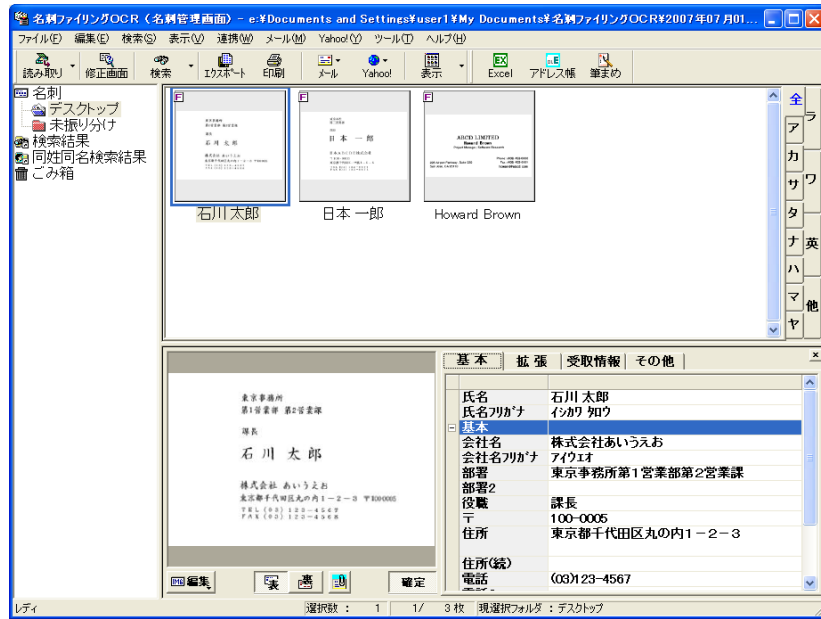 名刺ファイリングOCR（名刺管理画面）- e:¥Documents and Settings¥user1¥My Documents¥名刺ファイリングOCR¥2007年07月01...
ファイル(F) 編集(E) 検索(S) 表示(V) 連携(W) メール(M) Yahoo!(Y) ツール(T) ヘルプ(H)
読み取り 修正画面 検索 エクスポート 印刷 メール Yahoo! 表示 Excel アドレス帳 筆まめ
名刺
デスクトップ
未振り分け
検索結果
同姓同名検索結果
ごみ箱
石川 太郎
日 本 一 郎
ABCD LIMITED
Howard Brown
石川 太郎
日本 一郎
Howard Brown
全
ア
カ
サ
タ
ナ
ハ
マ
ヤ
ラ
ワ
英
他
東京事務所
第1営業部 第2営業課
課長
石 川 太 郎
株式会社 あいうえお
東京都千代田区丸の内1－2－3 〒100-0005
TEL (03) 123-4567
FAX (03) 123-4568
編集 裏 確定
基本 拡張 受取情報 その他
氏名 石川 太郎
氏名フリガナ イシカワ タロウ
基本
会社名 株式会社あいうえお
会社名フリガナ アイウエオ
部署 東京事務所第1営業部第2営業課
部署2
役職 課長
〒 100-0005
住所 東京都千代田区丸の内1－2－3
住所(続)
電話 (03)123-4567
レディ 選択数 : 1 1/ 3 枚 現選択フォルダ : デスクトップ